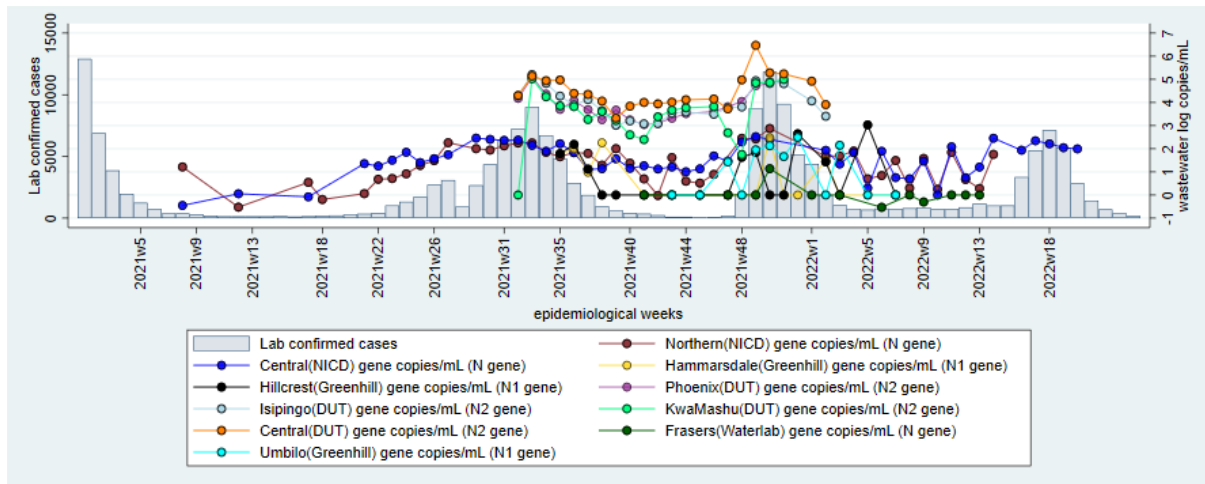 Lab confirmed cases
15000
10000
5000
0
7
6
5
4
3
2
1
0
-1
wastewater log copies/mL
2021w5
2021w9
2021w13
2021w18
2021w22
2021w26
2021w31
2021w35
2021w40
2021w44
2021w48
2022w1
2022w5
2022w9
2022w13
2022w18
epidemiological weeks
Lab confirmed cases
Northern(NICD) gene copies/mL (N gene)
Central(NICD) gene copies/mL (N gene)
Hammarsdale(Greenhill) gene copies/mL (N1 gene)
Hillcrest(Greenhill) gene copies/mL (N1 gene)
Phoenix(DUT) gene copies/mL (N2 gene)
Isipingo(DUT) gene copies/mL (N2 gene)
KwaMashu(DUT) gene copies/mL (N2 gene)
Central(DUT) gene copies/mL (N2 gene)
Frasers(Waterlab) gene copies/mL (N gene)
Umbilo(Greenhill) gene copies/mL (N1 gene)